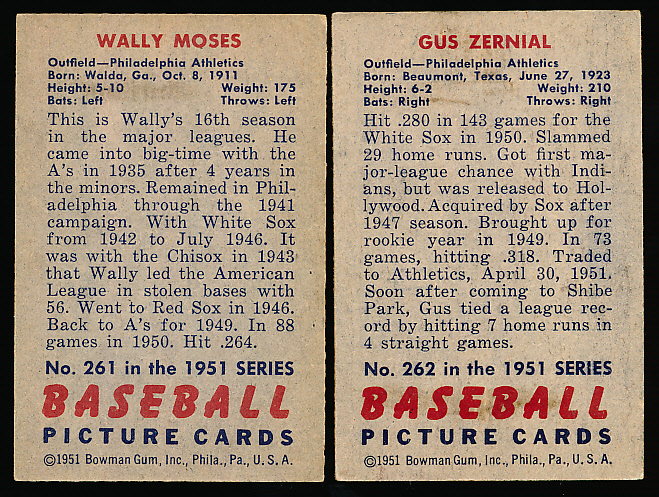 WALLY MOSES
Outfield—Philadelphia Athletics
Born: Walda, Ga., Oct. 8, 1911
Height: 5-10 Weight: 175
Bats: Left Throws: Left
This is Wally's 16th season
in the major leagues. He
came into big-time with the
A's in 1935 after 4 years in
the minors. Remained in Phil-
adelphia through the 1941
campaign. With White Sox
from 1942 to July 1946. It
was with the Chisox in 1943
that Wally led the American
League in stolen bases with
56. Went to Red Sox in 1946.
Back to A's for 1949. In 88
games in 1950. Hit .264.
No. 261 in the 1951 SERIES
BASEBALL
PICTURE CARDS
©1951 Bowman Gum, Inc., Phila., Pa., U. S. A.
GUS ZERNIAL
Outfield—Philadelphia Athletics
Born: Beaumont, Texas, June 27, 1923
Height: 6-2 Weight: 210
Bats: Right Throws: Right
Hit .280 in 143 games for the
White Sox in 1950. Slammed
29 home runs. Got first ma-
jor-league chance with Indi-
ans, but was released to Hol-
lywood. Acquired by Sox after
1947 season. Brought up for
rookie year in 1949. In 73
games, hitting .318. Traded
to Athletics, April 30, 1951.
Soon after coming to Shibe
Park, Gus tied a league rec-
ord by hitting 7 home runs in
4 straight games.
No. 262 in the 1951 SERIES
BASEBALL
PICTURE CARDS
©1951 Bowman Gum, Inc., Phila., Pa., U. S. A.